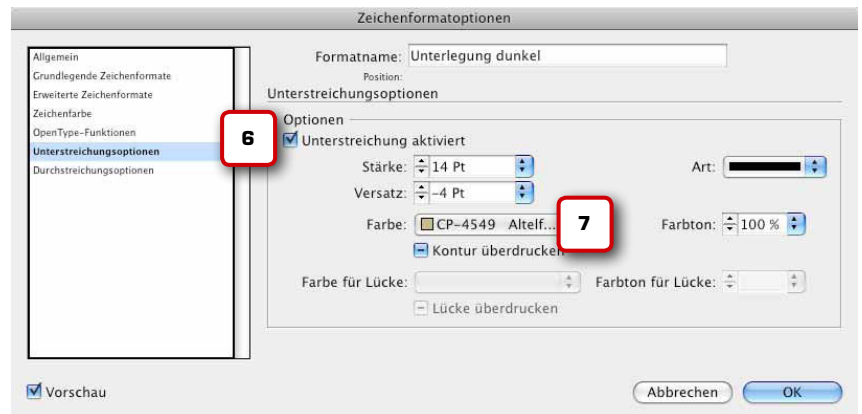 Zeichenformatoptionen
Allgemein
Grundlegende Zeichenformate
Erweiterte Zeichenformate
Zeichenfarbe
OpenType-Funktionen
Unterstreichungsoptionen
Durchstreichungsoptionen
Formatname: Unterlegung dunkel
Position:
Unterstreichungsoptionen
Optionen
6
Unterstreichung aktiviert
Stärke: 14 Pt Art:
Versatz: -4 Pt
Farbe: CP-4549 Altelf... 7 Farbton: 100 %
Kontur überdrucken
Farbe für Lücke: Farbton für Lücke:
Lücke überdrucken
Vorschau Abbrechen OK